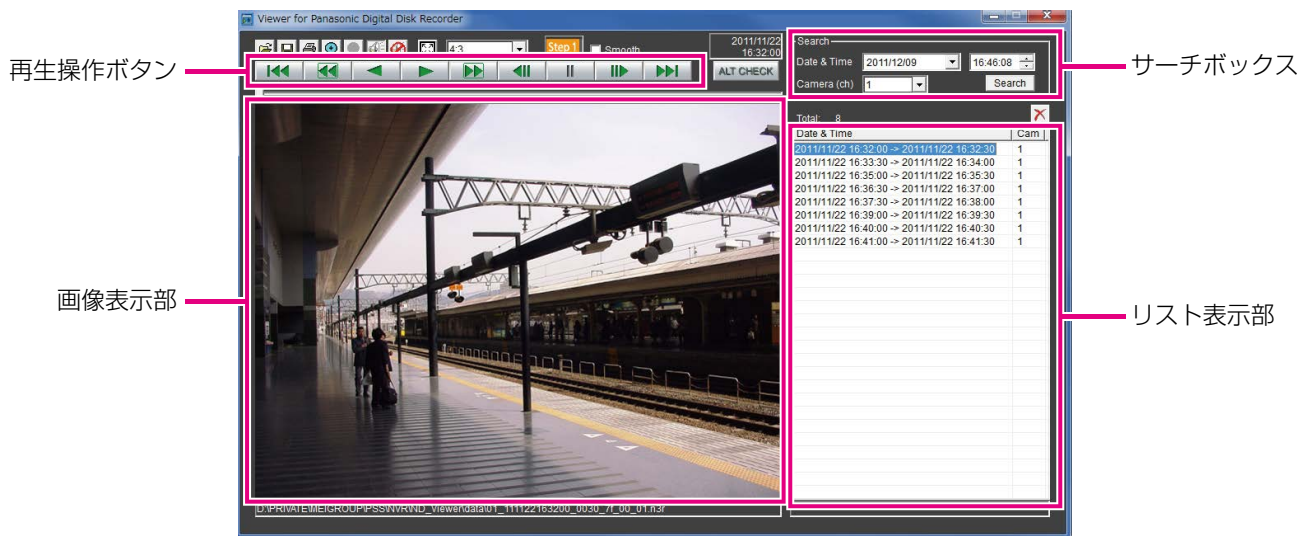 Viewer for Panasonic Digital Disk Recorder
4:3
Step 1
Smooth
2011/11/22
16:32:00
ALT CHECK
Search
Date & Time
2011/12/09
16:46:08
Camera (ch)
1
Search
再生操作ボタン
サーチボックス
Total: 8
Date & Time Cam
2011/11/22 16:32:00 -> 2011/11/22 16:32:30 1
2011/11/22 16:33:30 -> 2011/11/22 16:34:00 1
2011/11/22 16:35:00 -> 2011/11/22 16:35:30 1
2011/11/22 16:36:30 -> 2011/11/22 16:37:00 1
2011/11/22 16:37:30 -> 2011/11/22 16:38:00 1
2011/11/22 16:39:00 -> 2011/11/22 16:39:30 1
2011/11/22 16:40:00 -> 2011/11/22 16:40:30 1
2011/11/22 16:41:00 -> 2011/11/22 16:41:30 1
画像表示部
リスト表示部
D:\PRIVATE\MEIGROUP\PSS\NVR\ND_Viewer\data\01_111122163200_0030_7f_00_01.n3r